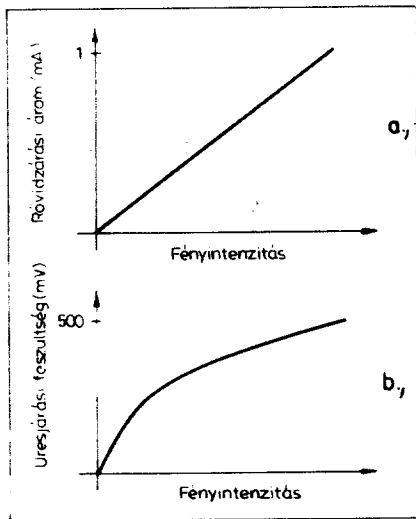 Rövidzárási áram (mA)
1
a.,
Fényintenzitás
Üresjárási feszültség (mV)
500
b.,
Fényintenzitás